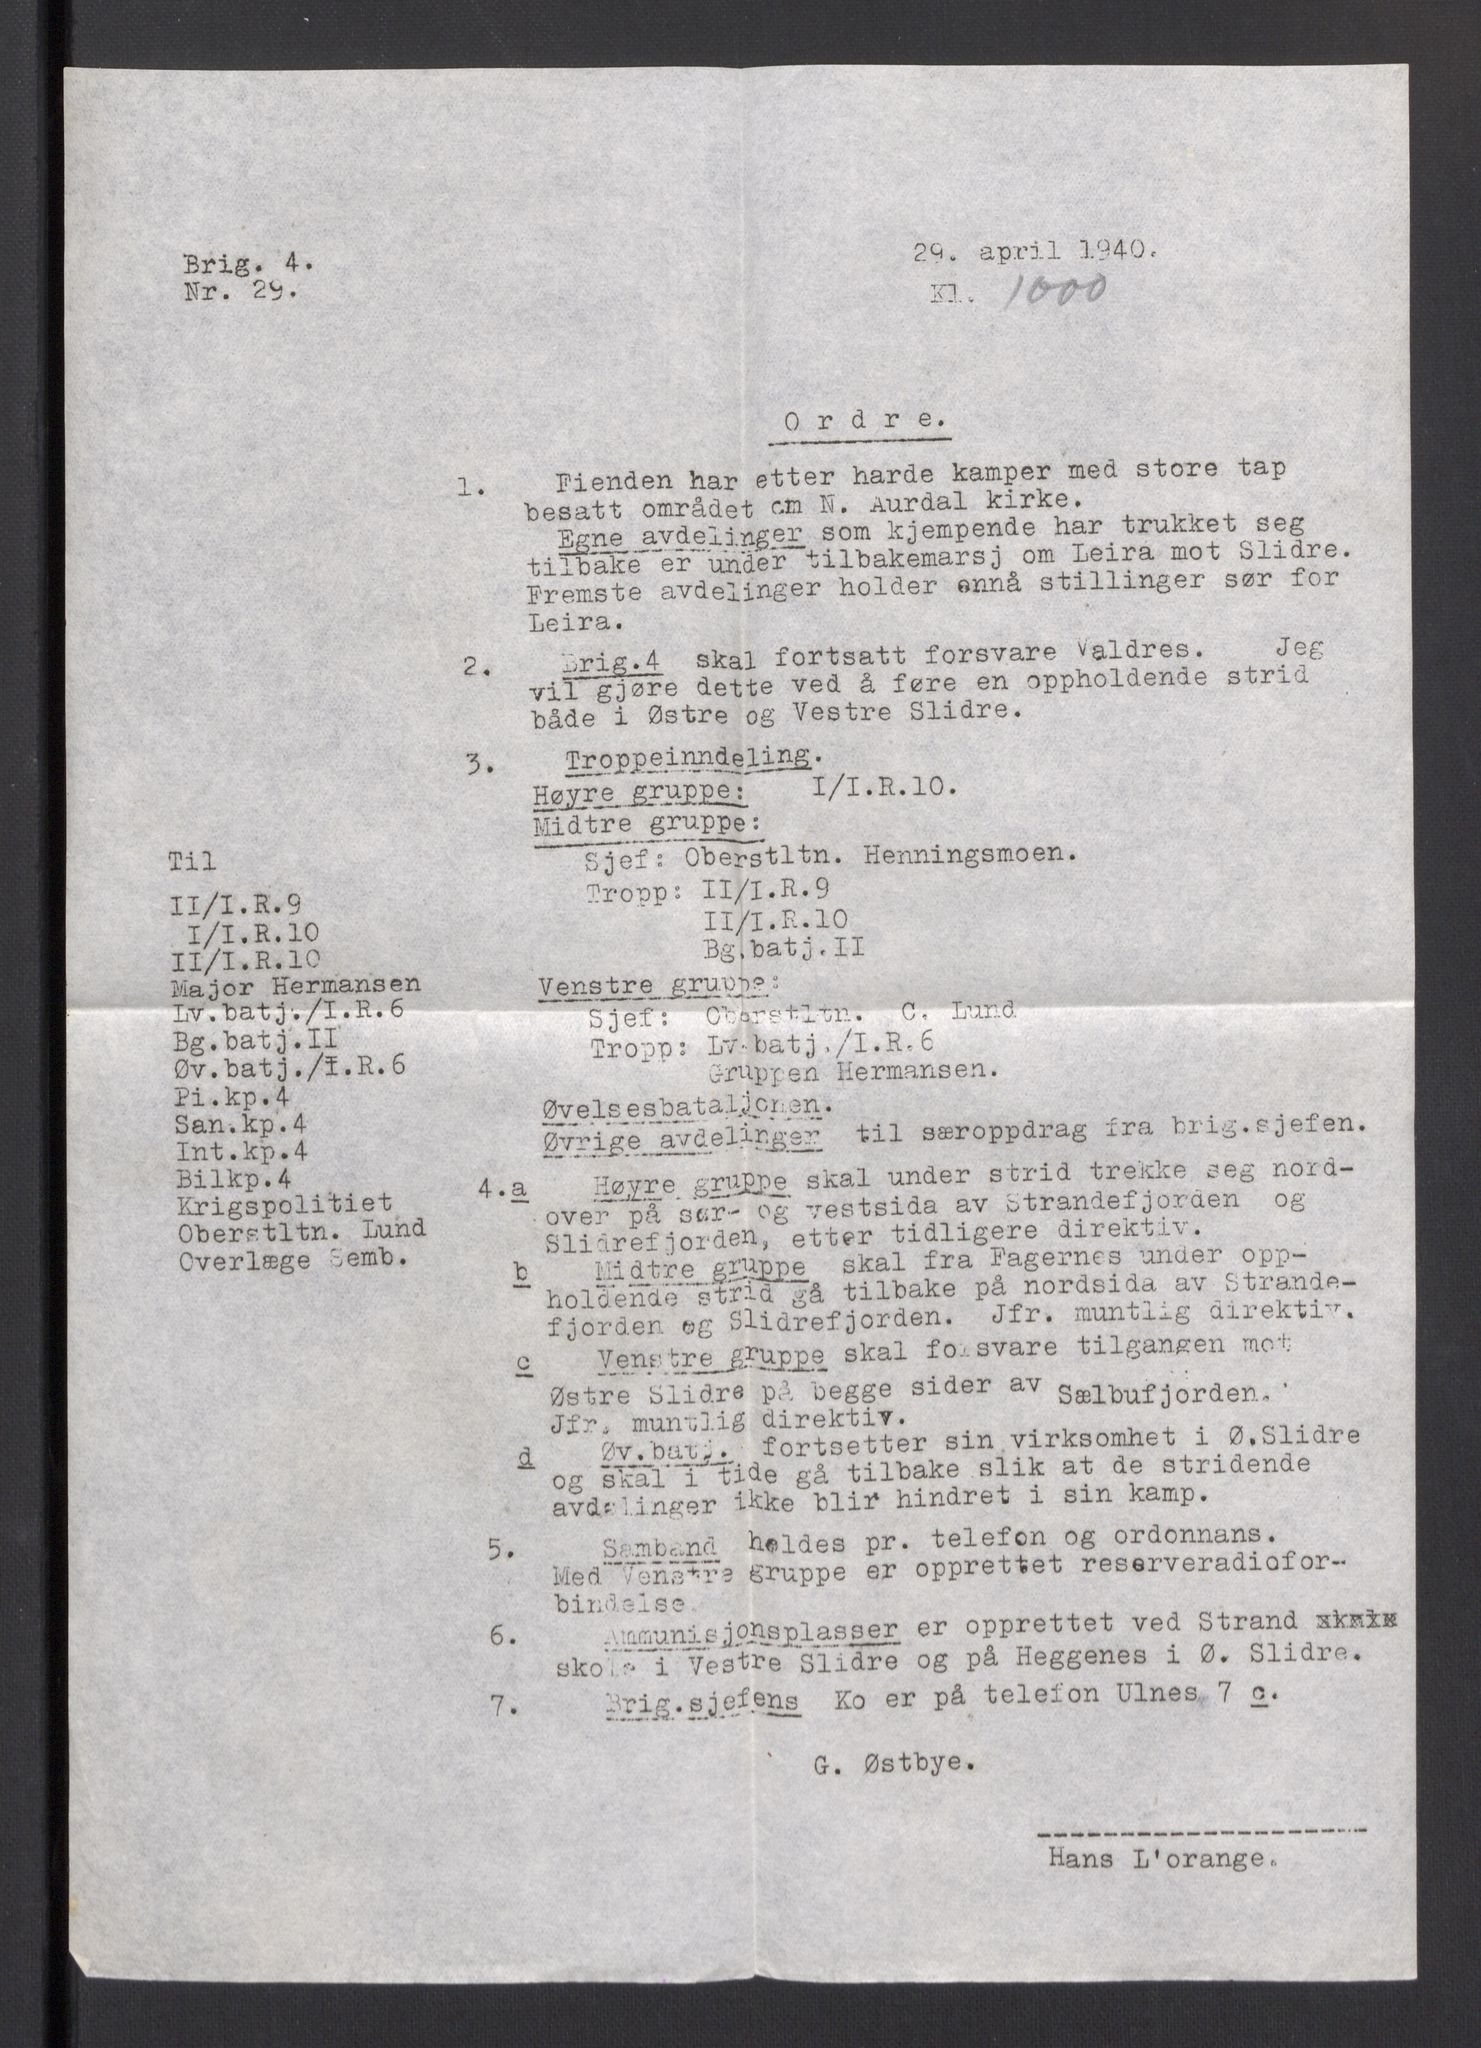 Brig. 4.
Nr. 29.
29. april 1940.
Kl. 1000
Ordre.
1. Fienden har etter harde kamper med store tap
besatt området om N. Aurdal kirke.
Egne avdelinger som kjempende har trukket seg
tilbake er under tilbakemarsj om Leira mot Slidre.
Fremste avdelinger holder ennå stillinger sør for
Leira.
2. Brig.4 skal fortsatt forsvare Valdres. Jeg
vil gjøre dette ved å føre en oppholdende strid
både i Østre og Vestre Slidre.
3. Troppeinndeling.
Høyre gruppe: I/I.R.10.
Midtre gruppe:
Sjef: Oberstltn. Henningsmoen.
Tropp: II/I.R.9
II/I.R.10
Bg.batj.II
Venstre gruppe:
Sjef: Oberstltn. C. Lund
Tropp: Lv.batj./I.R.6
Gruppen Hermansen.
Øvelsesbataljonen.
Øvrige avdelinger til særoppdrag fra brig.sjefen.
Til
II/I.R.9
I/I.R.10
II/I.R.10
Major Hermansen
Lv.batj./I.R.6
Bg.batj.II
Øv.batj./I.R.6
Pi.kp.4
San.kp.4
Int.kp.4
Bilkp.4
Krigspolitiet
Oberstltn. Lund
Overlæge Semb.
4.a Høyre gruppe skal under strid trekke seg nord-
over på sør- og vestsida av Strandefjorden og
Slidrefjorden, etter tidligere direktiv.
b Midtre gruppe skal fra Fagernes under opp-
holdende strid gå tilbake på nordsida av Strande-
fjorden og Slidrefjorden. Jfr. muntlig direktiv.
c Venstre gruppe skal forsvare tilgangen mot
Østre Slidre på begge sider av Sælbufjorden.
Jfr. muntlig direktiv.
d Øv.batj. fortsetter sin virksomhet i Ø.Slidre
og skal i tide gå tilbake slik at de stridende
avdelinger ikke blir hindret i sin kamp.
5. Samband holdes pr. telefon og ordonnans.
Med Venstre gruppe er opprettet reserveradiofor-
bindelse.
6. Ammunisjonsplasser er opprettet ved Strand
skole i Vestre Slidre og på Heggenes i Ø. Slidre.
7. Brig.sjefens Ko er på telefon Ulnes 7 c.
G. Østbye.
Hans L'orange.